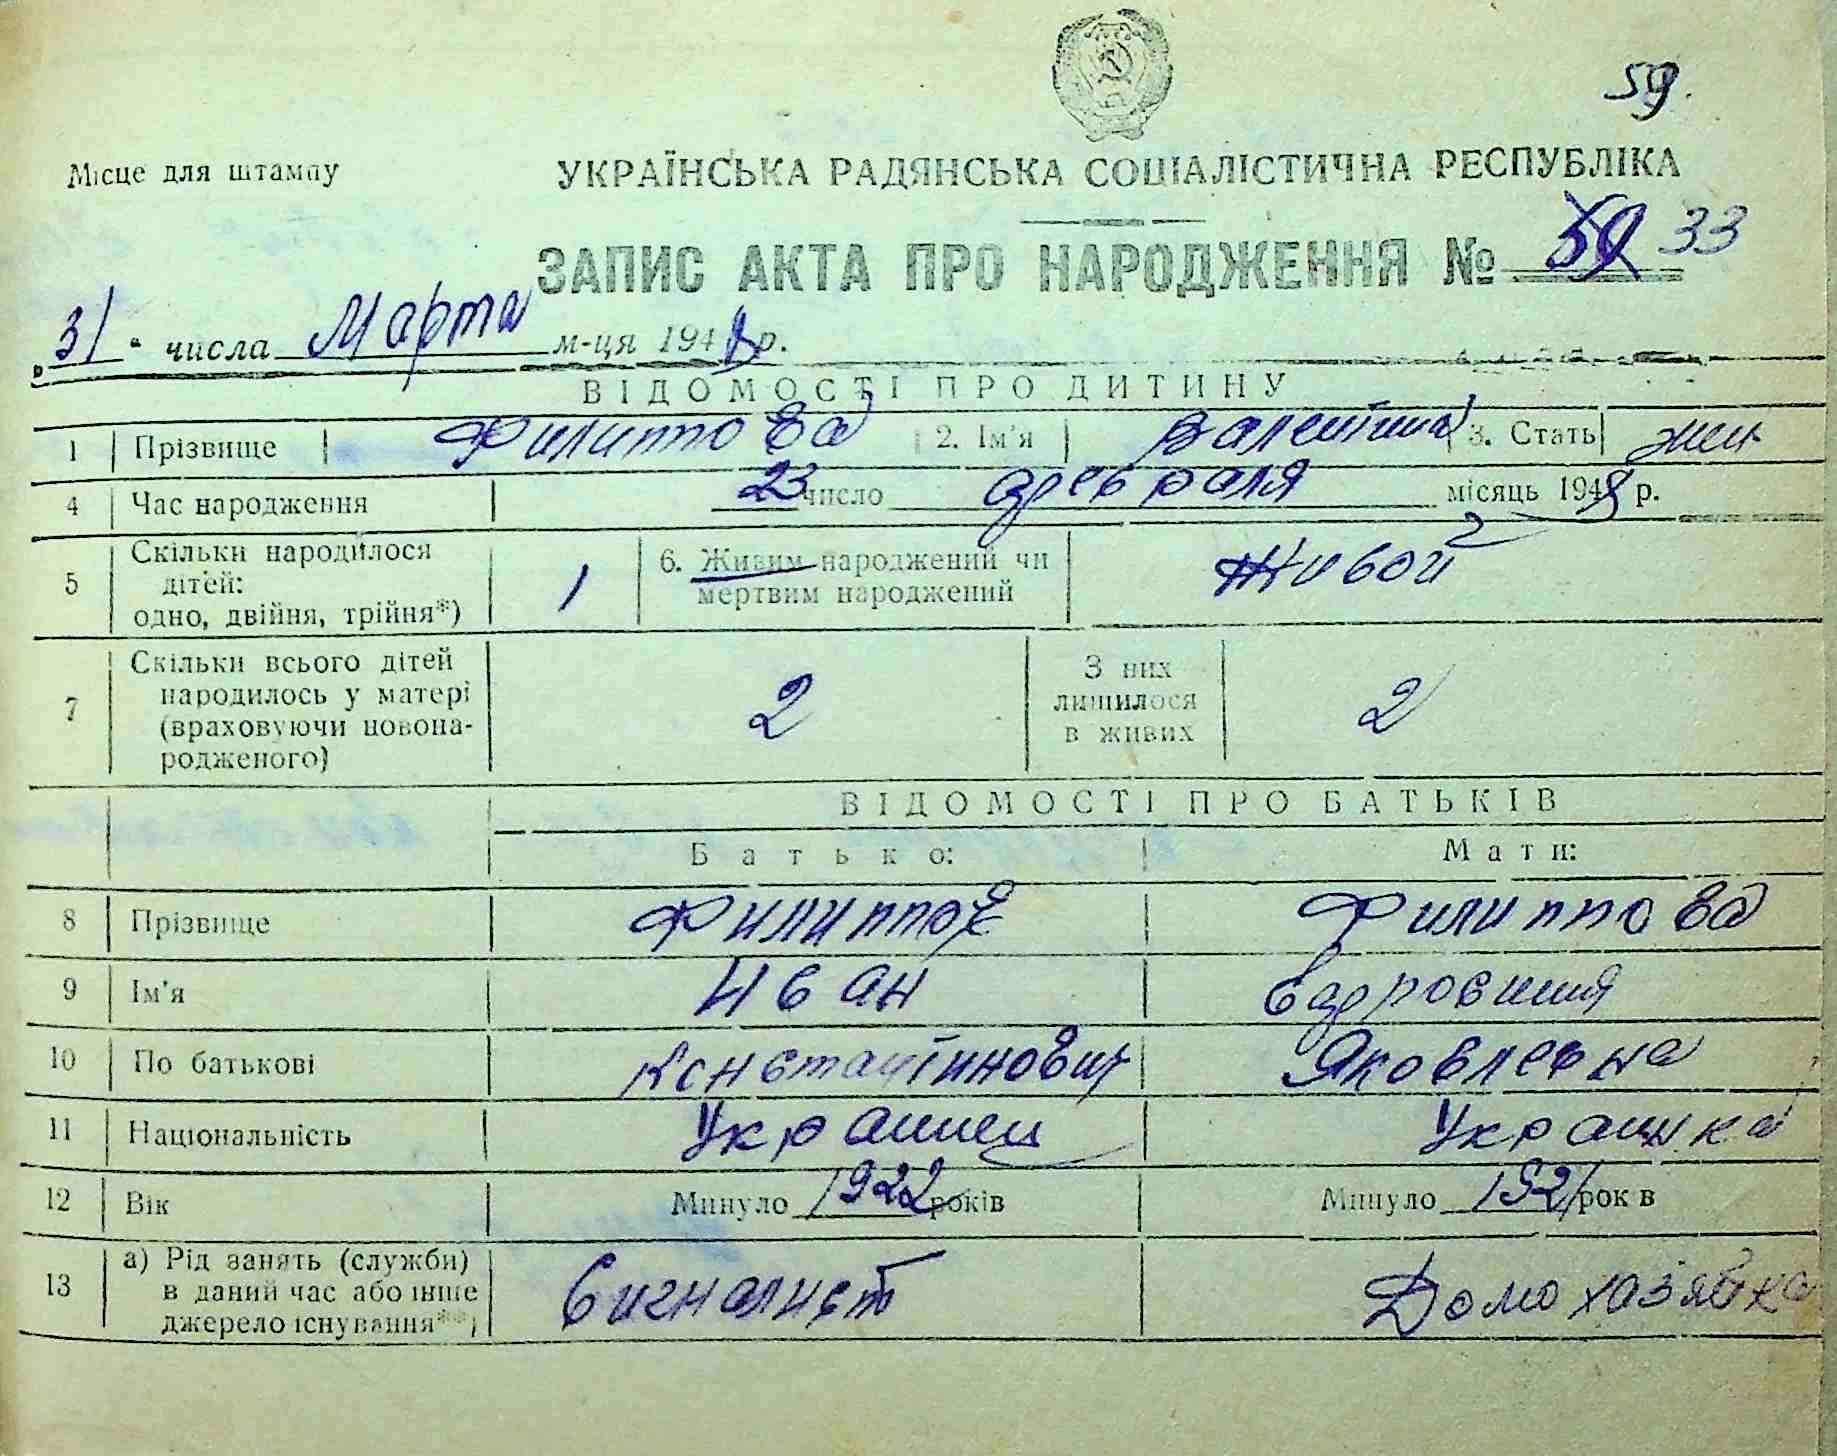 59.
Місце для штампу
УКРАЇНСЬКА РАДЯНСЬКА СОЦІАЛІСТИЧНА РЕСПУБЛІКА
ЗАПИС АКТА ПРО НАРОДЖЕННЯ № 59 33
„31“ числа Марта м-ця 1948 р.
ВІДОМОСТІ ПРО ДИТИНУ
1 Прізвище Филиппова 2. Ім'я Валентина 3. Стать жен
4 Час народження 23 число февраля місяць 1948 р.
5 Скільки народилося дітей: одно, двійня, трійня*) 1 6. Живим народжений чи мертвим народжений Живой
7 Скільки всього дітей народилось у матері (враховуючи новона-родженого) 2 З них лишилося в живих 2
ВІДОМОСТІ ПРО БАТЬКІВ
Батько: Мати:
8 Прізвище Филиппов Филиппова
9 Ім'я Иван Ефросиния
10 По батькові Константинович Яковлевна
11 Національність Украинец Украинка
12 Вік Минуло 1922 років Минуло 1921 років
13 а) Рід занять (служби) в даний час або інше джерело існування**) Сигналист Домохазявка